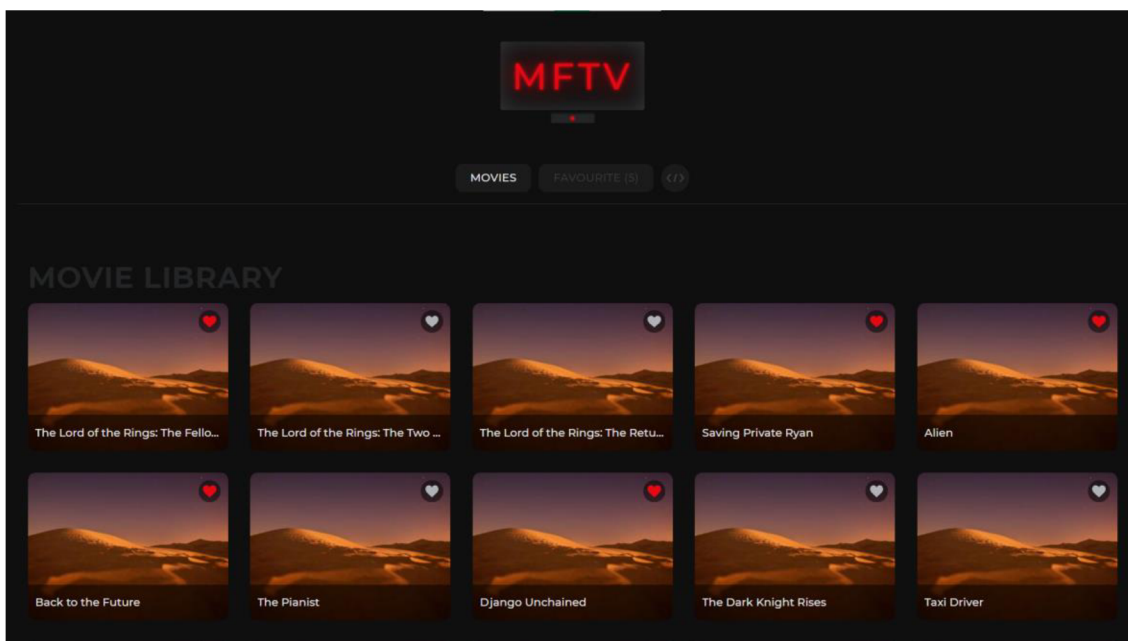 MFTV
MOVIES FAVOURITE (5) </>
MOVIE LIBRARY
The Lord of the Rings: The Fello... The Lord of the Rings: The Two ... The Lord of the Rings: The Retu... Saving Private Ryan Alien
Back to the Future The Pianist Django Unchained The Dark Knight Rises Taxi Driver